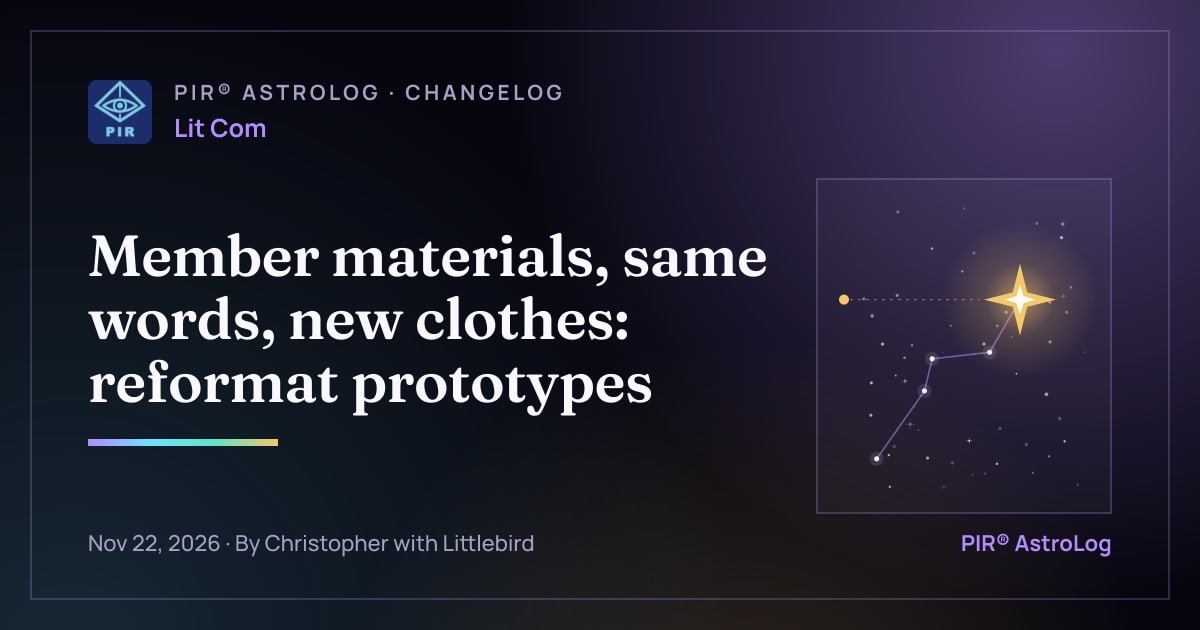 PIR
PIR® ASTROLOG · CHANGELOG
Lit Com
Member materials, same
words, new clothes:
reformat prototypes
Nov 22, 2026 · By Christopher with Littlebird
PIR® AstroLog